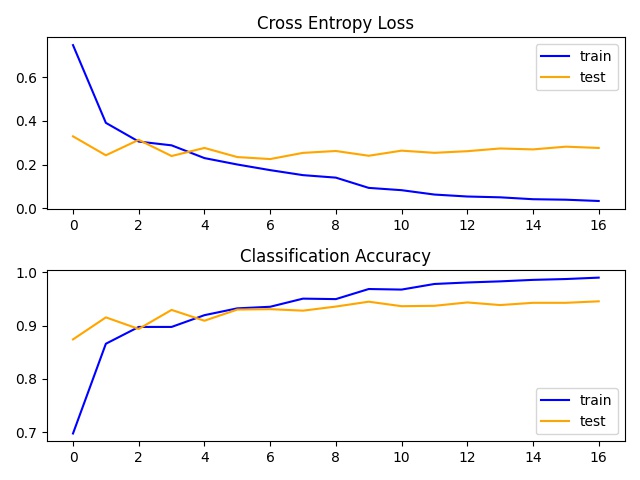 Cross Entropy Loss
0.6
0.4
0.2
0.0
train
test
0 2 4 6 8 10 12 14 16
Classification Accuracy
1.0
0.9
0.8
0.7
train
test
0 2 4 6 8 10 12 14 16